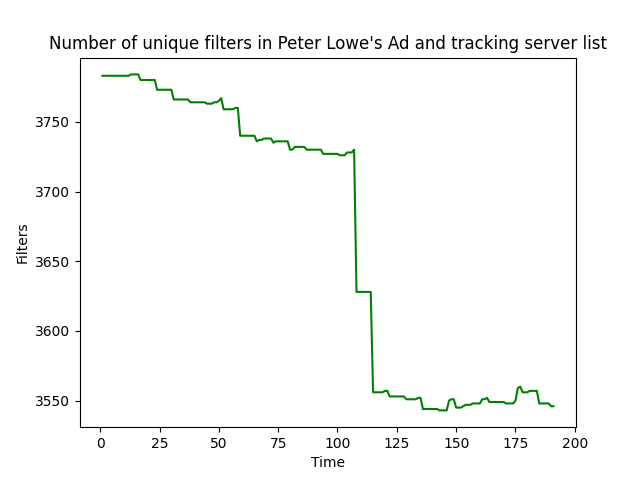 Number of unique filters in Peter Lowe's Ad and tracking server list
Filters
3750
3700
3650
3600
3550
0 25 50 75 100 125 150 175 200
Time